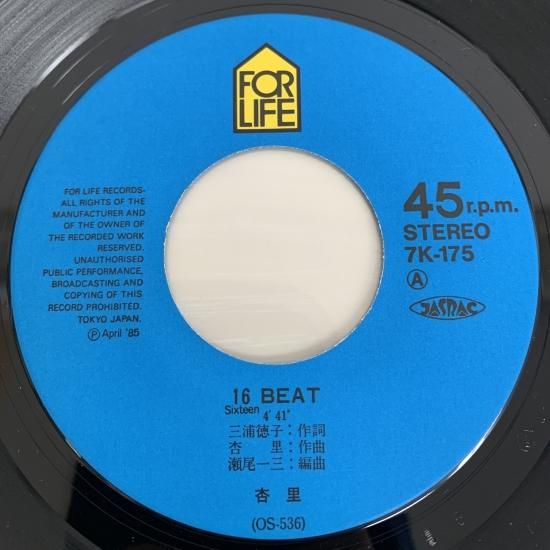 FOR
LIFE
FOR LIFE RECORDS-
ALL RIGHTS OF THE
MANUFACTURER AND
OF THE OWNER OF
THE RECORDED WORK
RESERVED.
UNAUTHORISED
PUBLIC PERFORMANCE,
BROADCASTING AND
COPYING OF THIS
RECORD PROHIBITED.
TOKYO JAPAN.
Ⓟ April '85
45 r.p.m.
STEREO
7K-175
Ⓐ
JASRAC
16 BEAT
Sixteen 4' 41"
三浦徳子：作詞
杏 里：作曲
瀬尾一三：編曲
杏 里
(OS-536)